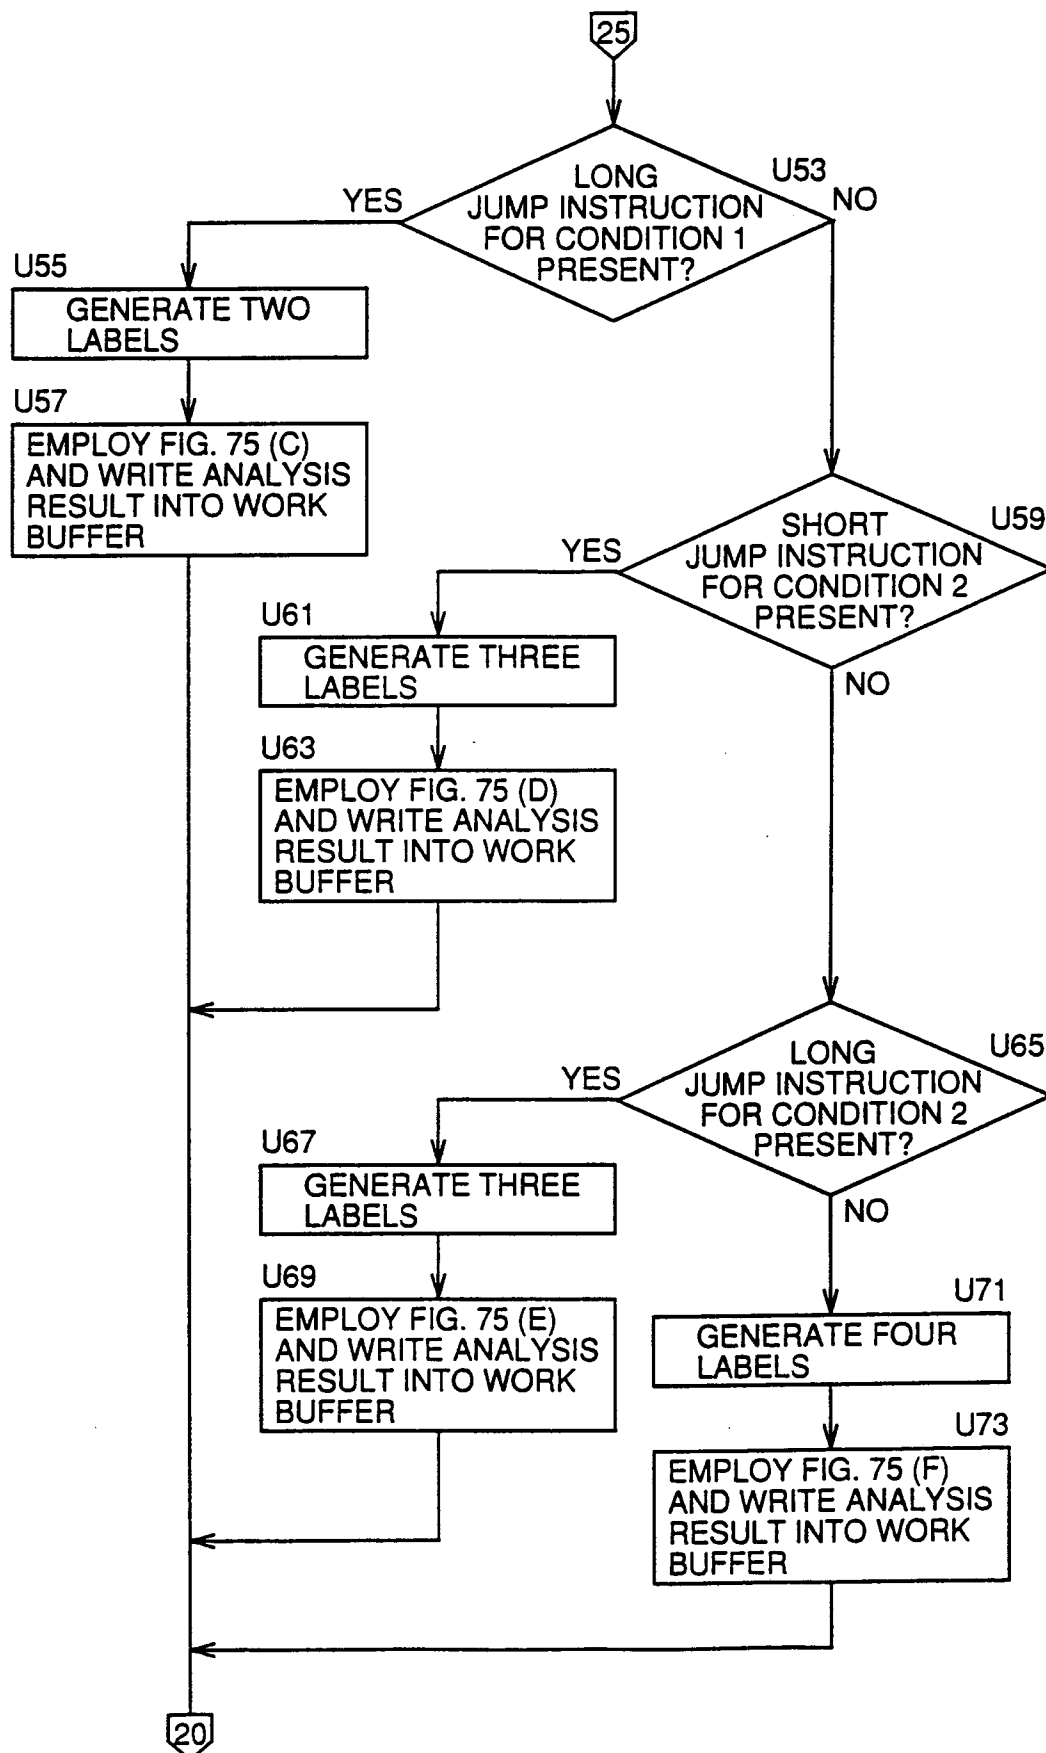 25
U53
LONG
JUMP INSTRUCTION
FOR CONDITION 1
PRESENT?
YES
NO
U55
GENERATE TWO
LABELS
U57
EMPLOY FIG. 75 (C)
AND WRITE ANALYSIS
RESULT INTO WORK
BUFFER
U59
SHORT
JUMP INSTRUCTION
FOR CONDITION 2
PRESENT?
YES
NO
U61
GENERATE THREE
LABELS
U63
EMPLOY FIG. 75 (D)
AND WRITE ANALYSIS
RESULT INTO WORK
BUFFER
U65
LONG
JUMP INSTRUCTION
FOR CONDITION 2
PRESENT?
YES
NO
U67
GENERATE THREE
LABELS
U69
EMPLOY FIG. 75 (E)
AND WRITE ANALYSIS
RESULT INTO WORK
BUFFER
U71
GENERATE FOUR
LABELS
U73
EMPLOY FIG. 75 (F)
AND WRITE ANALYSIS
RESULT INTO WORK
BUFFER
20